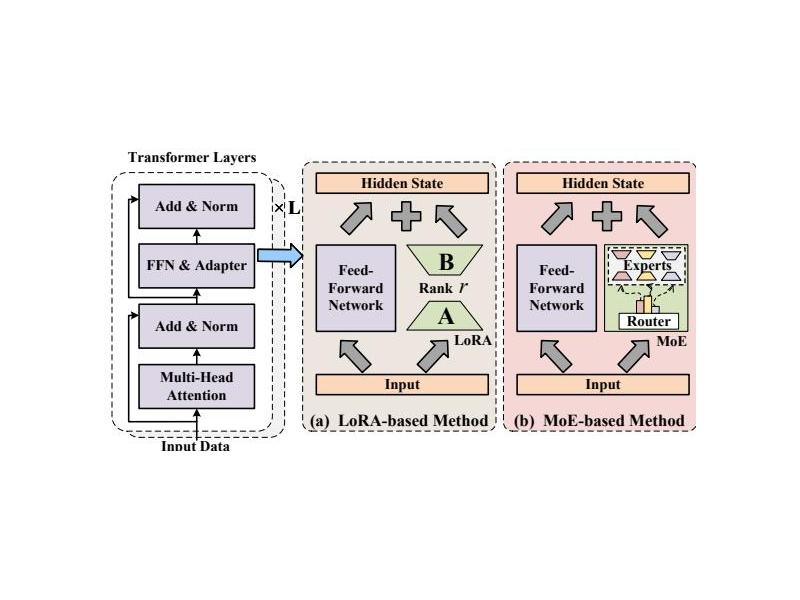 Transformer Layers
Add & Norm
× L
FFN & Adapter
Add & Norm
Multi-Head
Attention
Input Data
Hidden State
Feed-
Forward
Network
B
Rank r
A
LoRA
Input
(a) LoRA-based Method
Hidden State
Feed-
Forward
Network
Experts
Router
MoE
Input
(b) MoE-based Method